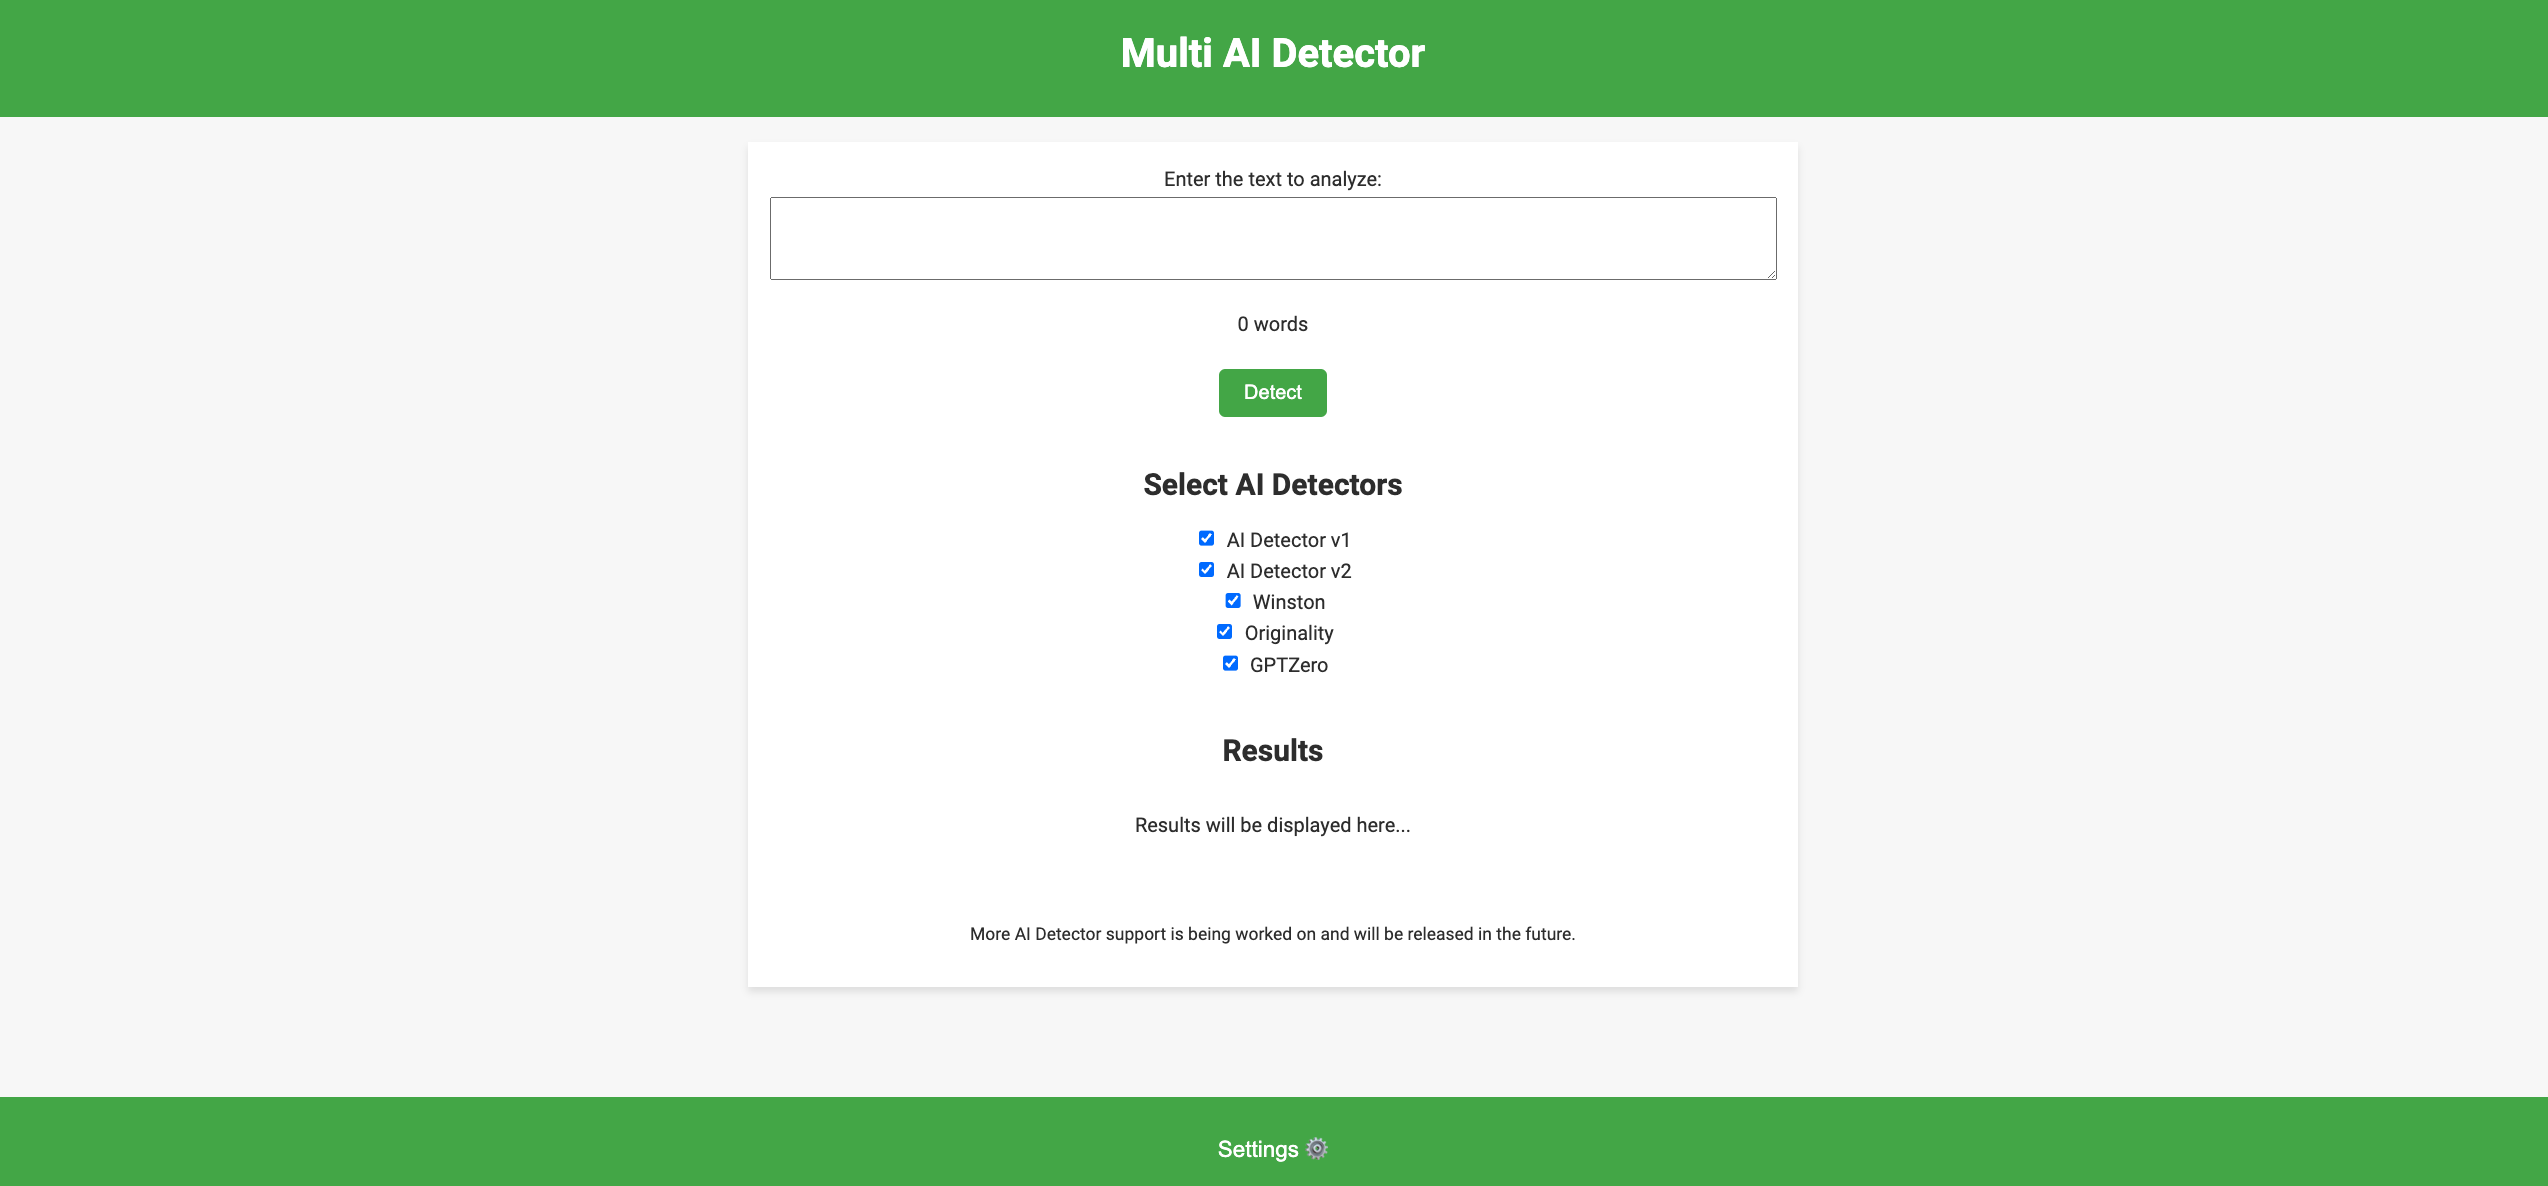 Multi AI Detector
Enter the text to analyze:
0 words
Detect
Select AI Detectors
AI Detector v1
AI Detector v2
Winston
Originality
GPTZero
Results
Results will be displayed here...
More AI Detector support is being worked on and will be released in the future.
Settings ⚙️